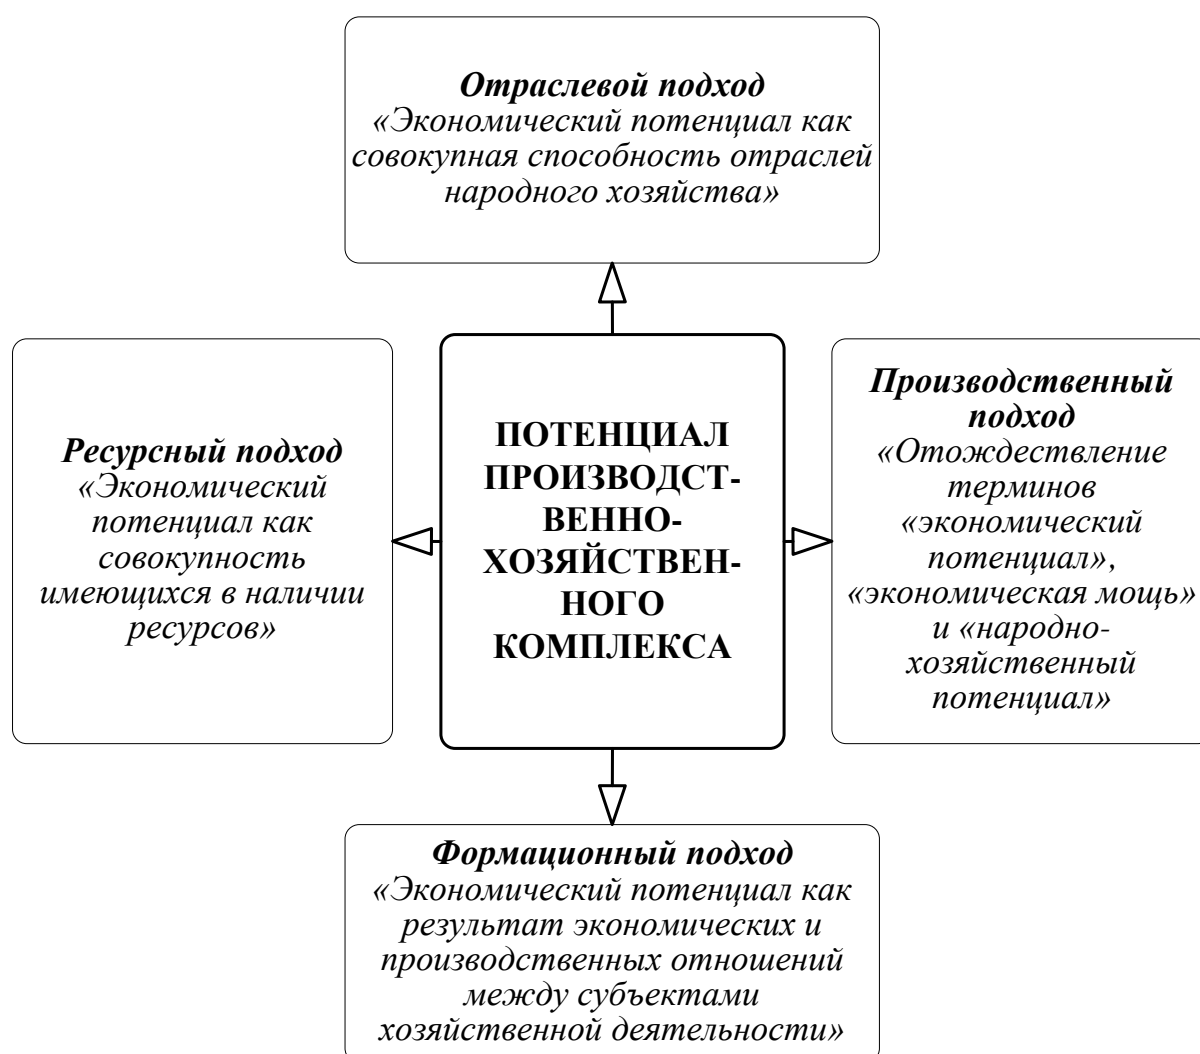 Отраслевой подход
«Экономический потенциал как
совокупная способность отраслей
народного хозяйства»
Ресурсный подход
«Экономический
потенциал как
совокупность
имеющихся в наличии
ресурсов»
ПОТЕНЦИАЛ
ПРОИЗВОДСТ-
ВЕННО-
ХОЗЯЙСТВЕН-
НОГО
КОМПЛЕКСА
Производственный
подход
«Отождествление
терминов
«экономический
потенциал»,
«экономическая мощь»
и «народно-
хозяйственный
потенциал»
Формационный подход
«Экономический потенциал как
результат экономических и
производственных отношений
между субъектами
хозяйственной деятельности»